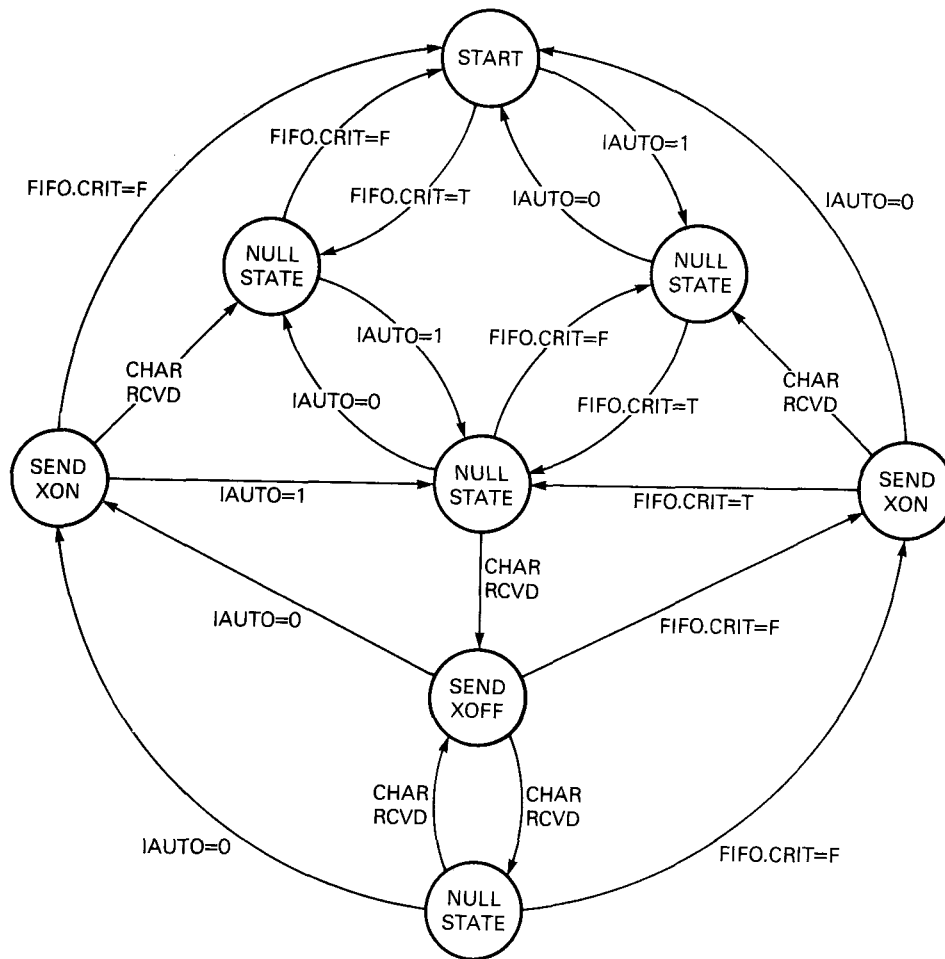 START
FIFO.CRIT=F
IAUTO=1
FIFO.CRIT=F
FIFO.CRIT=T
IAUTO=0
IAUTO=0
NULL
STATE
NULL
STATE
IAUTO=1
FIFO.CRIT=F
CHAR
RCVD
CHAR
RCVD
IAUTO=0
FIFO.CRIT=T
SEND
XON
NULL
STATE
SEND
XON
IAUTO=1
FIFO.CRIT=T
CHAR
RCVD
IAUTO=0
FIFO.CRIT=F
SEND
XOFF
CHAR
RCVD
CHAR
RCVD
IAUTO=0
FIFO.CRIT=F
NULL
STATE